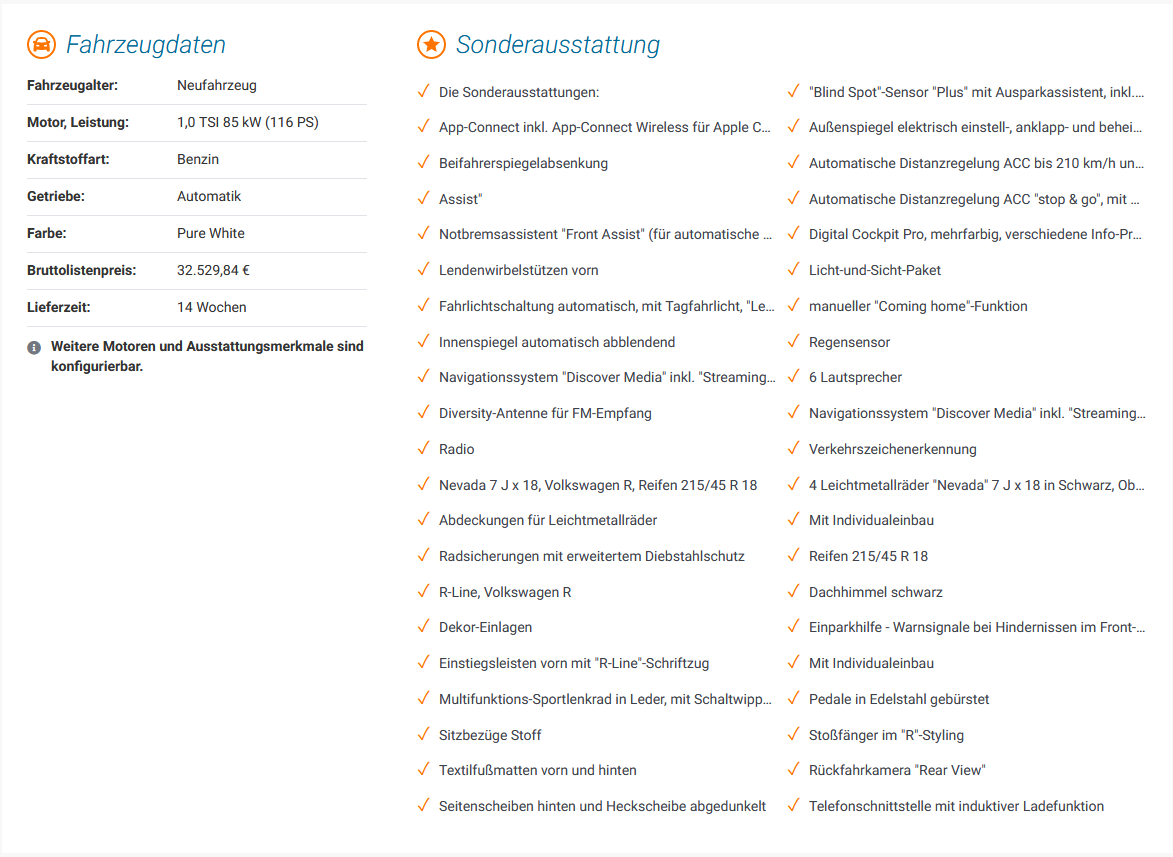 Fahrzeugdaten
Fahrzeugalter: Neufahrzeug
Motor, Leistung: 1,0 TSI 85 kW (116 PS)
Kraftstoffart: Benzin
Getriebe: Automatik
Farbe: Pure White
Bruttolistenpreis: 32.529,84 €
Lieferzeit: 14 Wochen
Weitere Motoren und Ausstattungsmerkmale sind
konfigurierbar.
Sonderausstattung
Die Sonderausstattungen:
"Blind Spot"-Sensor "Plus" mit Ausparkassistent, inkl....
App-Connect inkl. App-Connect Wireless für Apple C...
Außenspiegel elektrisch einstell-, anklapp- und behei...
Beifahrerspiegelabsenkung
Automatische Distanzregelung ACC bis 210 km/h un...
Assist"
Automatische Distanzregelung ACC "stop & go", mit ...
Notbremsassistent "Front Assist" (für automatische ...
Digital Cockpit Pro, mehrfarbig, verschiedene Info-Pr...
Lendenwirbelstützen vorn
Licht-und-Sicht-Paket
Fahrlichtschaltung automatisch, mit Tagfahrlicht, "Le...
manueller "Coming home"-Funktion
Innenspiegel automatisch abblendend
Regensensor
Navigationssystem "Discover Media" inkl. "Streaming...
6 Lautsprecher
Diversity-Antenne für FM-Empfang
Navigationssystem "Discover Media" inkl. "Streaming...
Radio
Verkehrszeichenerkennung
Nevada 7 J x 18, Volkswagen R, Reifen 215/45 R 18
4 Leichtmetallräder "Nevada" 7 J x 18 in Schwarz, Ob...
Abdeckungen für Leichtmetallräder
Mit Individualeinbau
Radsicherungen mit erweitertem Diebstahlschutz
Reifen 215/45 R 18
R-Line, Volkswagen R
Dachhimmel schwarz
Dekor-Einlagen
Einparkhilfe - Warnsignale bei Hindernissen im Front-...
Einstiegsleisten vorn mit "R-Line"-Schriftzug
Mit Individualeinbau
Multifunktions-Sportlenkrad in Leder, mit Schaltwipp...
Pedale in Edelstahl gebürstet
Sitzbezüge Stoff
Stoßfänger im "R"-Styling
Textilfußmatten vorn und hinten
Rückfahrkamera "Rear View"
Seitenscheiben hinten und Heckscheibe abgedunkelt
Telefonschnittstelle mit induktiver Ladefunktion